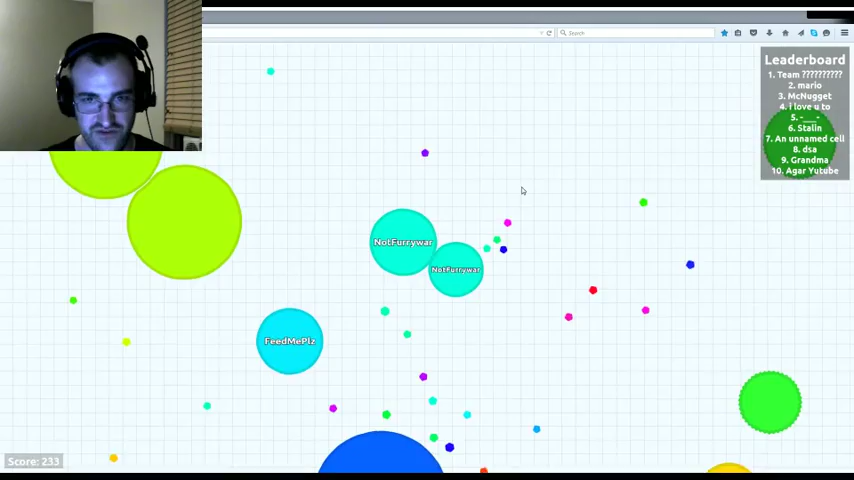 Search
Leaderboard
1. Team ??????????
2. mario
3. McNugget
4. i love u to
5. -___-
6. Stalin
7. An unnamed cell
8. dsa
9. Grandma
10. Agar Yutube
NotFurrywar
NotFurrywar
FeedMePlz
Score: 233